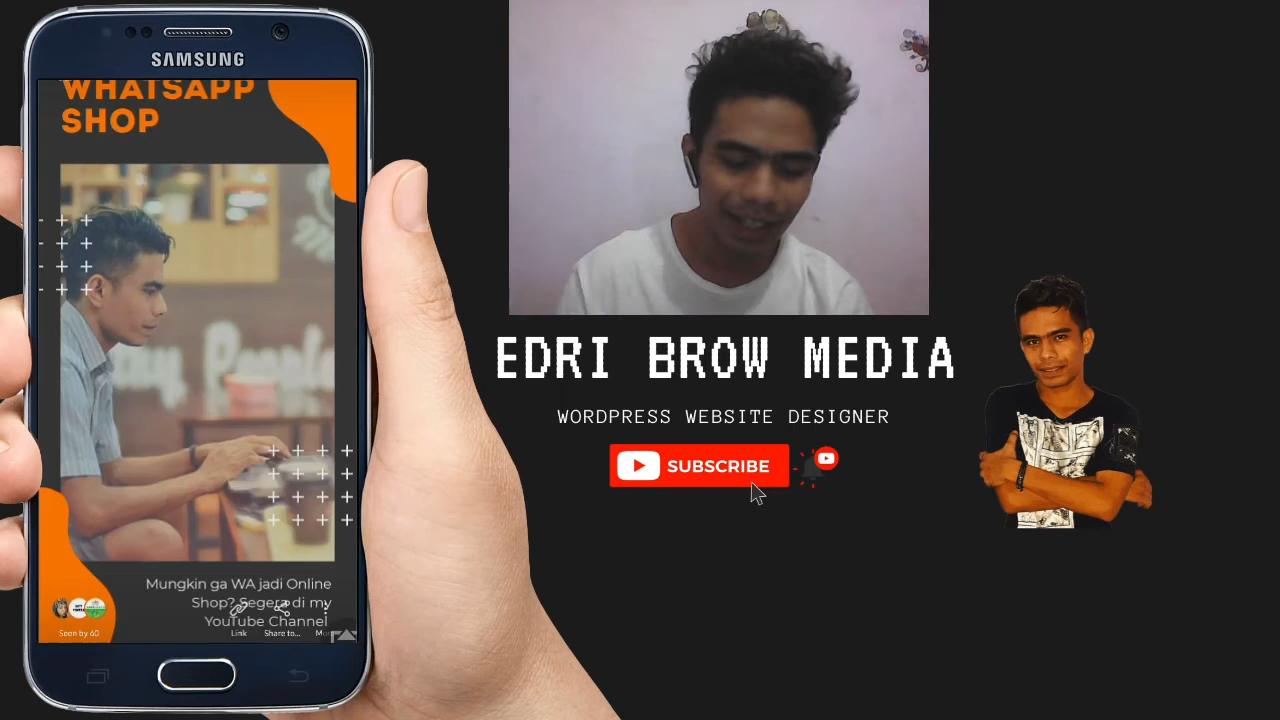 SAMSUNG
WHATSAPP
SHOP
Mungkin ga WA jadi Online
Shop? Segera di my
YouTube Channel
Seen by 60
Link
Share to...
EDRI BROW MEDIA
WORDPRESS WEBSITE DESIGNER
SUBSCRIBE